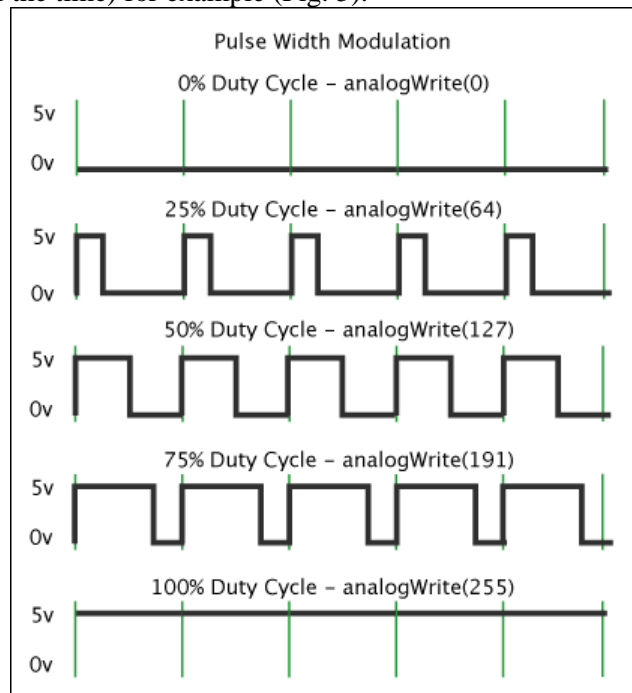 the time) for example (Fig. 3).
Pulse Width Modulation
0% Duty Cycle – analogWrite(0)
5v
0v
25% Duty Cycle – analogWrite(64)
5v
0v
50% Duty Cycle – analogWrite(127)
5v
0v
75% Duty Cycle – analogWrite(191)
5v
0v
100% Duty Cycle – analogWrite(255)
5v
0v